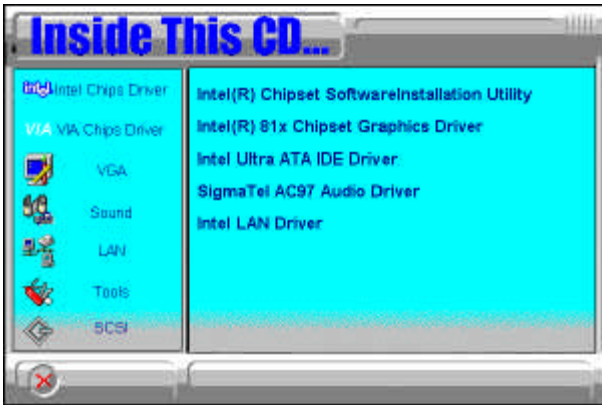 Inside This CD...
intel Intel Chips Driver
VIA VIA Chips Driver
VGA
Sound
LAN
Tools
SCSI
Intel(R) Chipset SoftwareInstallation Utility
Intel(R) 81x Chipset Graphics Driver
Intel Ultra ATA IDE Driver
SigmaTel AC97 Audio Driver
Intel LAN Driver